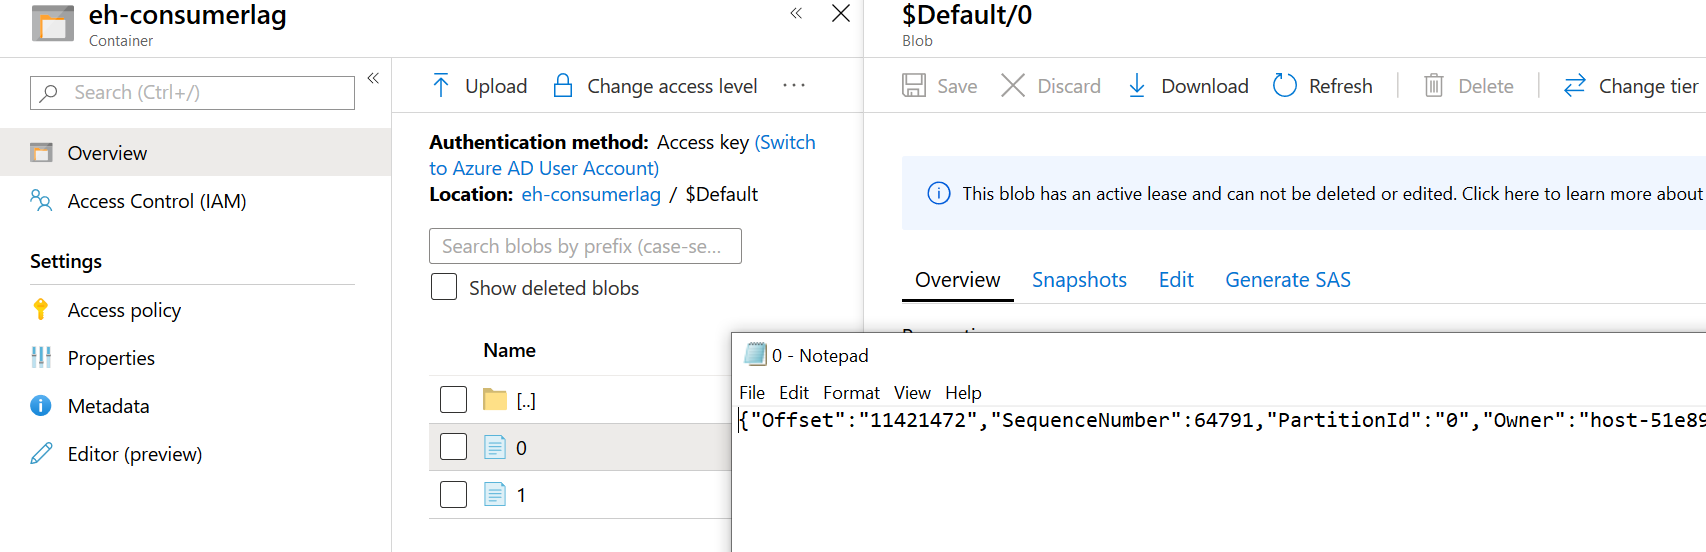 eh-consumerlag
Container
Search (Ctrl+/)
Overview
Access Control (IAM)
Settings
Access policy
Properties
Metadata
Editor (preview)
Upload
Change access level
Authentication method: Access key (Switch
to Azure AD User Account)
Location: eh-consumerlag / $Default
Search blobs by prefix (case-se...
Show deleted blobs
Name
[..]
0
1
$Default/0
Blob
Save
Discard
Download
Refresh
Delete
Change tier
This blob has an active lease and can not be deleted or edited. Click here to learn more about
Overview
Snapshots
Edit
Generate SAS
0 - Notepad
File Edit Format View Help
{"Offset":"11421472","SequenceNumber":64791,"PartitionId":"0","Owner":"host-51e89